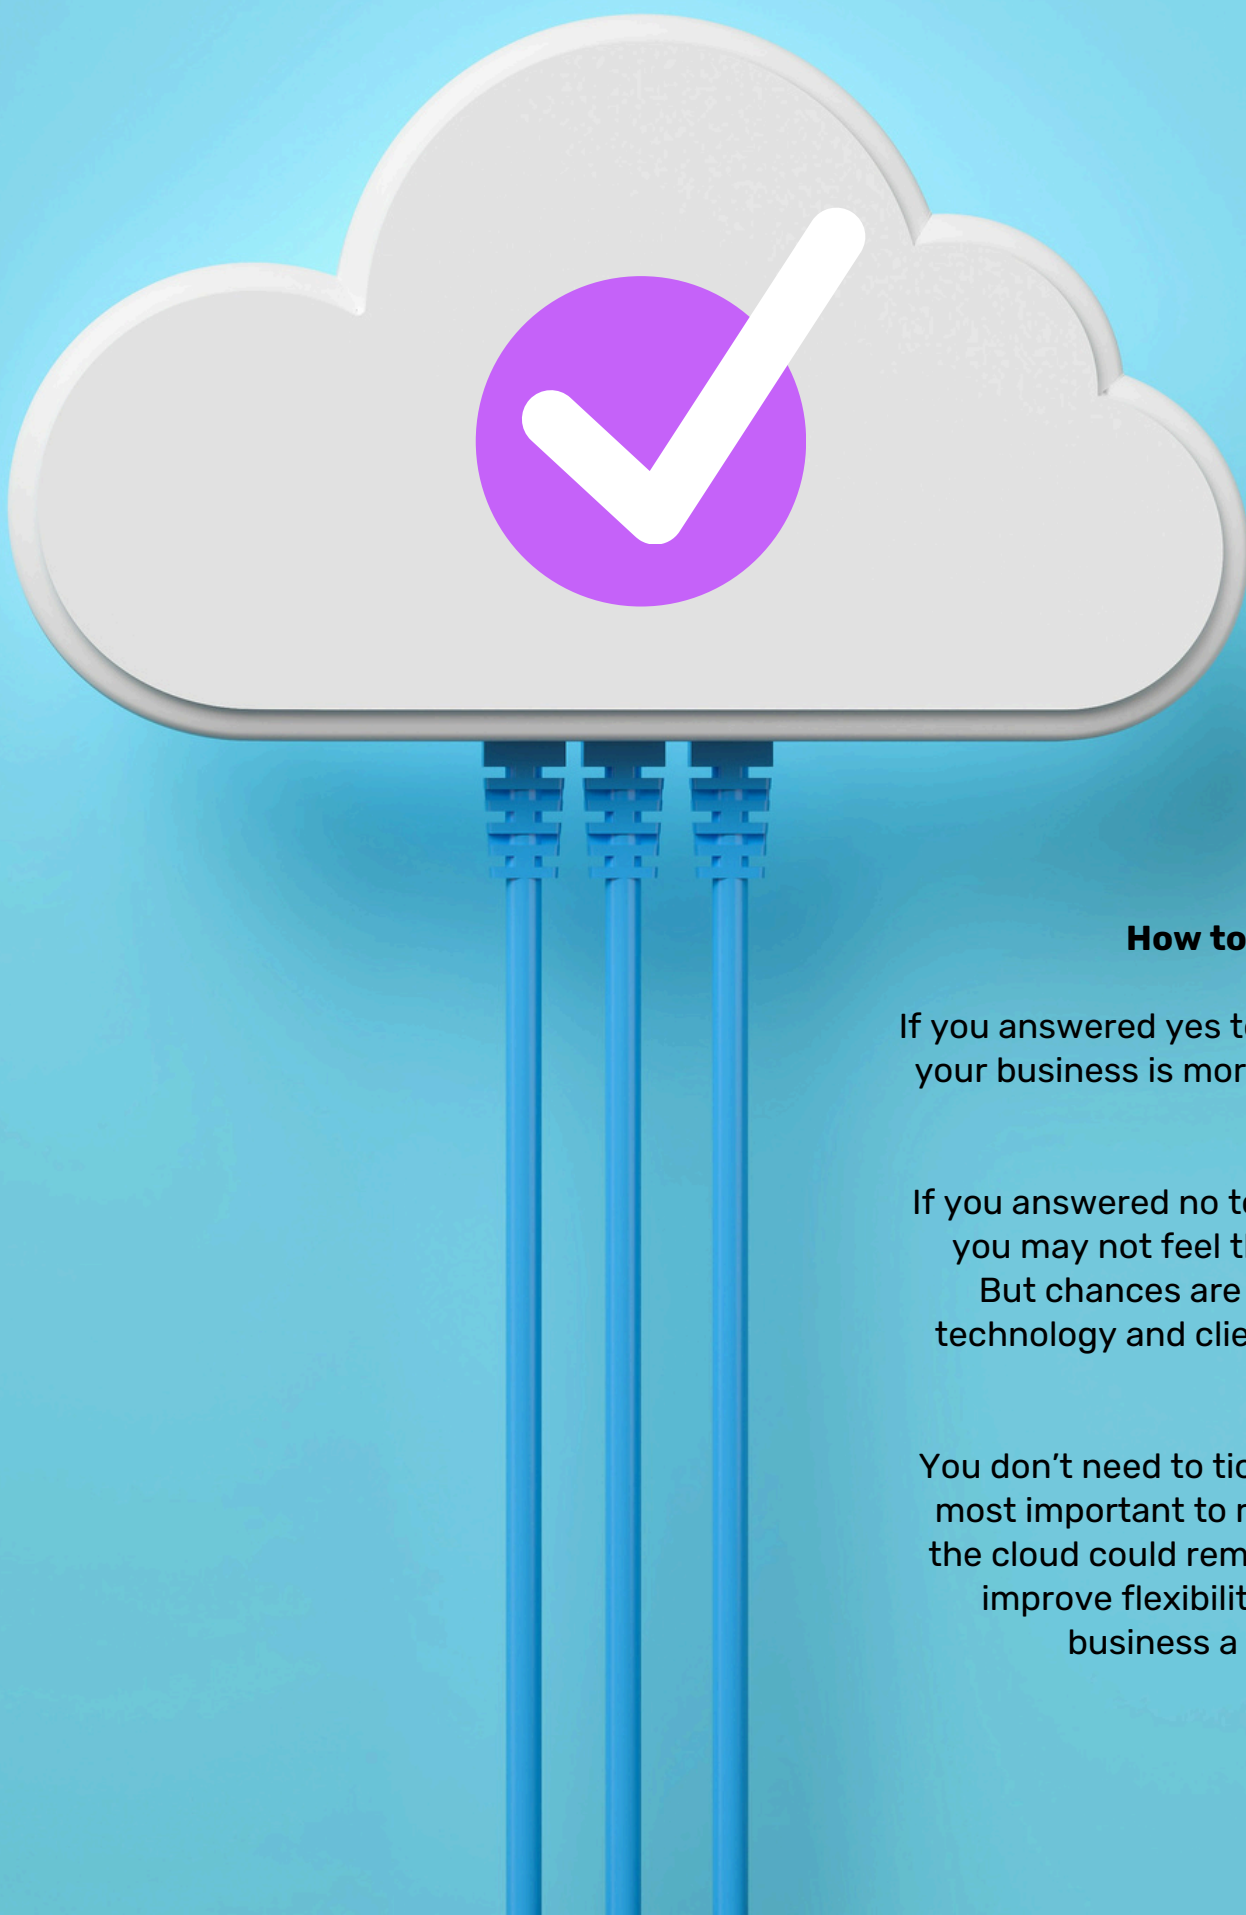 How to
If you answered yes to
your business is mor
If you answered no to
you may not feel t
But chances are
technology and clie
You don't need to tic
most important to
the cloud could rem
improve flexibilit
business a